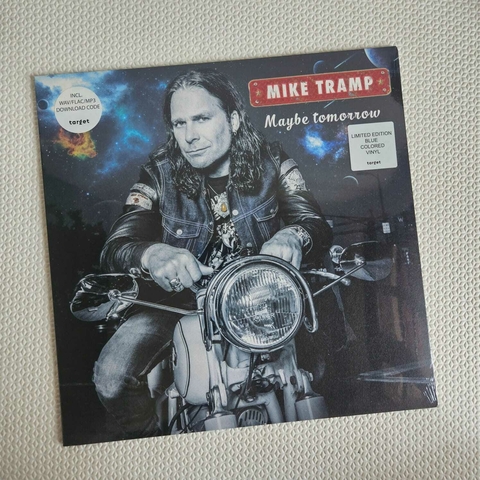 INCL.
WAV/FLAC/MP3
DOWNLOAD CODE
target
MIKE TRAMP
Maybe tomorrow
LIMITED EDITION
BLUE
COLORED
VINYL
target